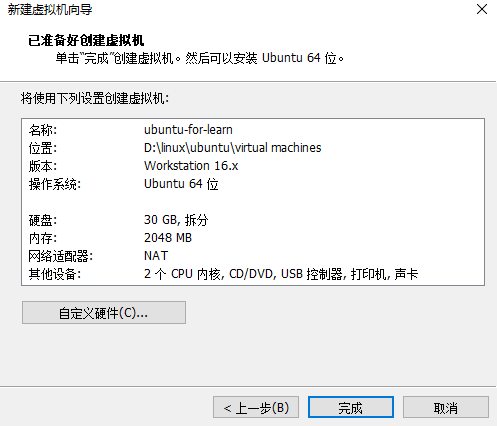 新建虚拟机向导
已准备好创建虚拟机
单击“完成”创建虚拟机。然后可以安装 Ubuntu 64 位。
将使用下列设置创建虚拟机:
名称: ubuntu-for-learn
位置: D:\linux\ubuntu\virtual machines
版本: Workstation 16.x
操作系统: Ubuntu 64 位
硬盘: 30 GB, 拆分
内存: 2048 MB
网络适配器: NAT
其他设备: 2 个 CPU 内核, CD/DVD, USB 控制器, 打印机, 声卡
自定义硬件(C)...
< 上一步(B) 完成 取消